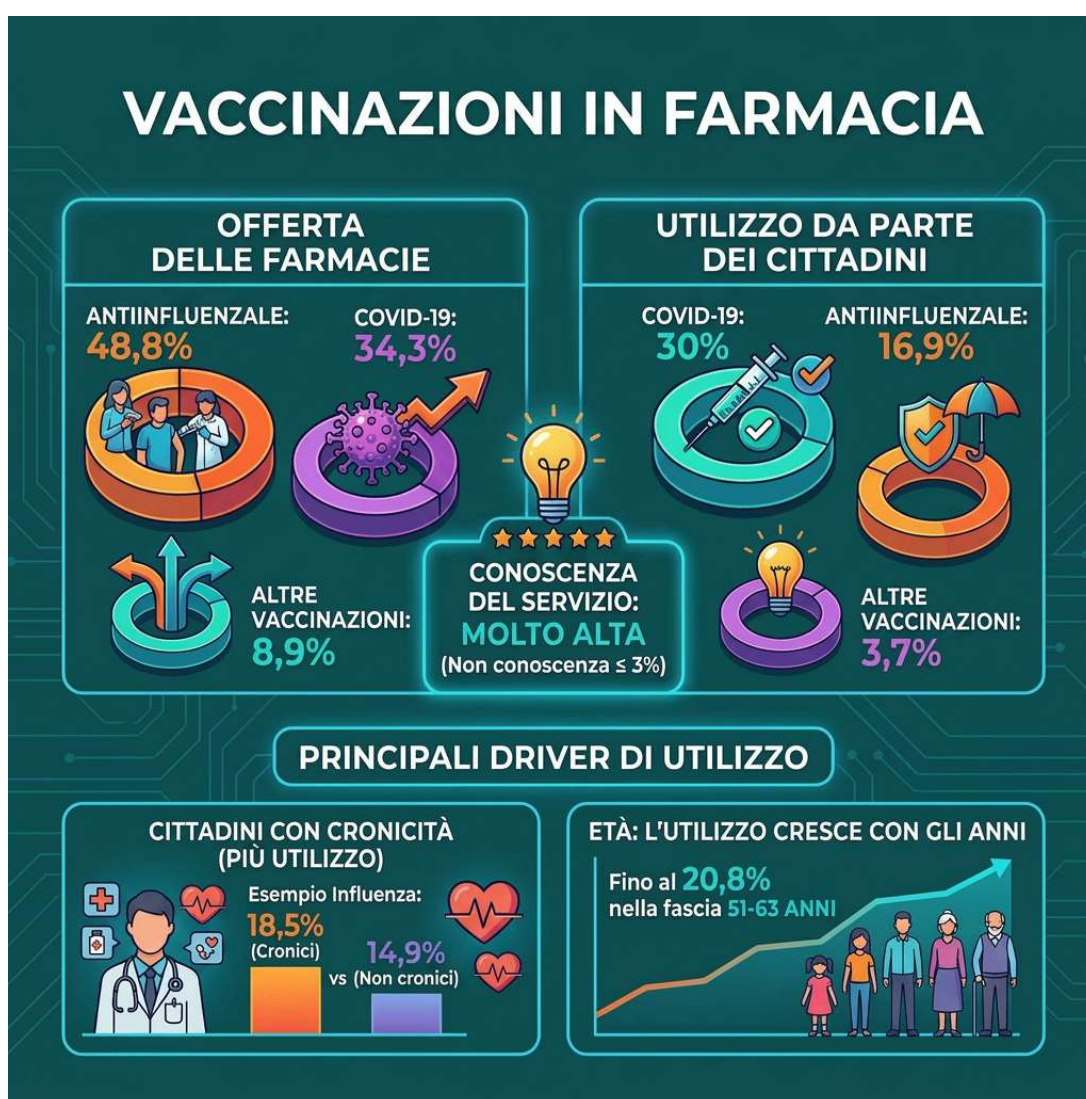 VACCINAZIONI IN FARMACIA
OFFERTA
DELLE FARMACIE
ANTIINFLUENZALE:
48,8%
COVID-19:
34,3%
ALTRE
VACCINAZIONI:
8,9%
CONOSCENZA
DEL SERVIZIO:
MOLTO ALTA
(Non conoscenza ≤ 3%)
UTILIZZO DA PARTE
DEI CITTADINI
COVID-19:
30%
ANTIINFLUENZALE:
16,9%
ALTRE
VACCINAZIONI:
3,7%
PRINCIPALI DRIVER DI UTILIZZO
CITTADINI CON CRONICITÀ
(PIÙ UTILIZZO)
Esempio Influenza:
18,5%
(Cronici)
14,9%
vs (Non cronici)
ETÀ: L'UTILIZZO CRESCE CON GLI ANNI
Fino al 20,8%
nella fascia 51-63 ANNI